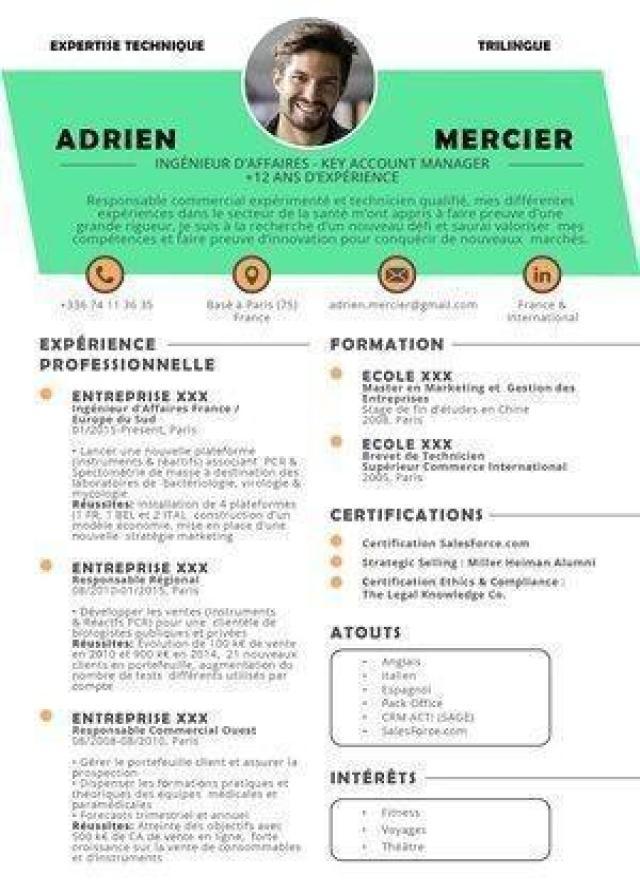 EXPERTISE TECHNIQUE
TRILINGUE
ADRIEN MERCIER
INGÉNIEUR D'AFFAIRES - KEY ACCOUNT MANAGER
+12 ANS D'EXPÉRIENCE
Responsable commercial expérimenté et technicien qualifié, mes différentes
expériences dans le secteur de la santé m'ont appris à faire preuve d'une
grande rigueur, je suis à la recherche d'un nouveau défi et saurai valoriser mes
compétences et faire preuve d'innovation pour conquérir de nouveaux marchés.
+336 74 11 36 35
Basé à Paris (75)
France
adrien.mercier@gmail.com
in
France &
International
EXPÉRIENCE
PROFESSIONNELLE
ENTREPRISE XXX
Ingénieur d'Affaires France /
Europe du Sud
01/2015-Present, Paris
• Lancer une nouvelle plateforme
(instruments & réactifs) associant PCR &
Spectométrie de masse à destination des
laboratoires de bactériologie, virologie &
mycologie
Réussites: installation de 4 plateformes
(1 FR, 1 BEL et 2 ITAL construction d'un
modèle économie, mise en place d'une
nouvelle stratégie marketing
ENTREPRISE XXX
Responsable Régional
08/2010-01/2015, Paris
• Développer les ventes (instruments
& Réactifs PCR) pour une clientèle de
biologistes publiques et privées
Réussites: Evolution de 100 k€ de vente
en 2010 et 900 k€ en 2014, 21 nouveaux
clients en portefeuille, augmentation du
nombre de tests différents utilisés par
compte
ENTREPRISE XXX
Responsable Commercial Ouest
06/2008-08/2010, Paris
• Gérer le portefeuille client et assurer la
prospection
• Dispenser les formations pratiques et
théoriques des équipes médicales et
paramédicales
• Forecasts trimestriel et annuel
Réussites: Atteinte des objectifs avec
500 k€ de CA de vente en ligne, forte
croissance sur la vente de consommables
et d'instruments
FORMATION
ECOLE XXX
Master en Marketing et Gestion des
Entreprises
Stage de fin d'études en Chine
2008, Paris
ECOLE XXX
Brevet de Technicien
Supérieur Commerce International
2005, Paris
CERTIFICATIONS
Certification SalesForce.com
Strategic Selling : Miller Heiman Alumni
Certification Ethics & Compliance :
The Legal Knowledge Co.
ATOUTS
• Anglais
• Italien
• Espagnol
• Pack Office
• CRM ACT! (SAGE)
• SalesForce.com
INTÉRÊTS
• Fitness
• Voyages
• Théâtre